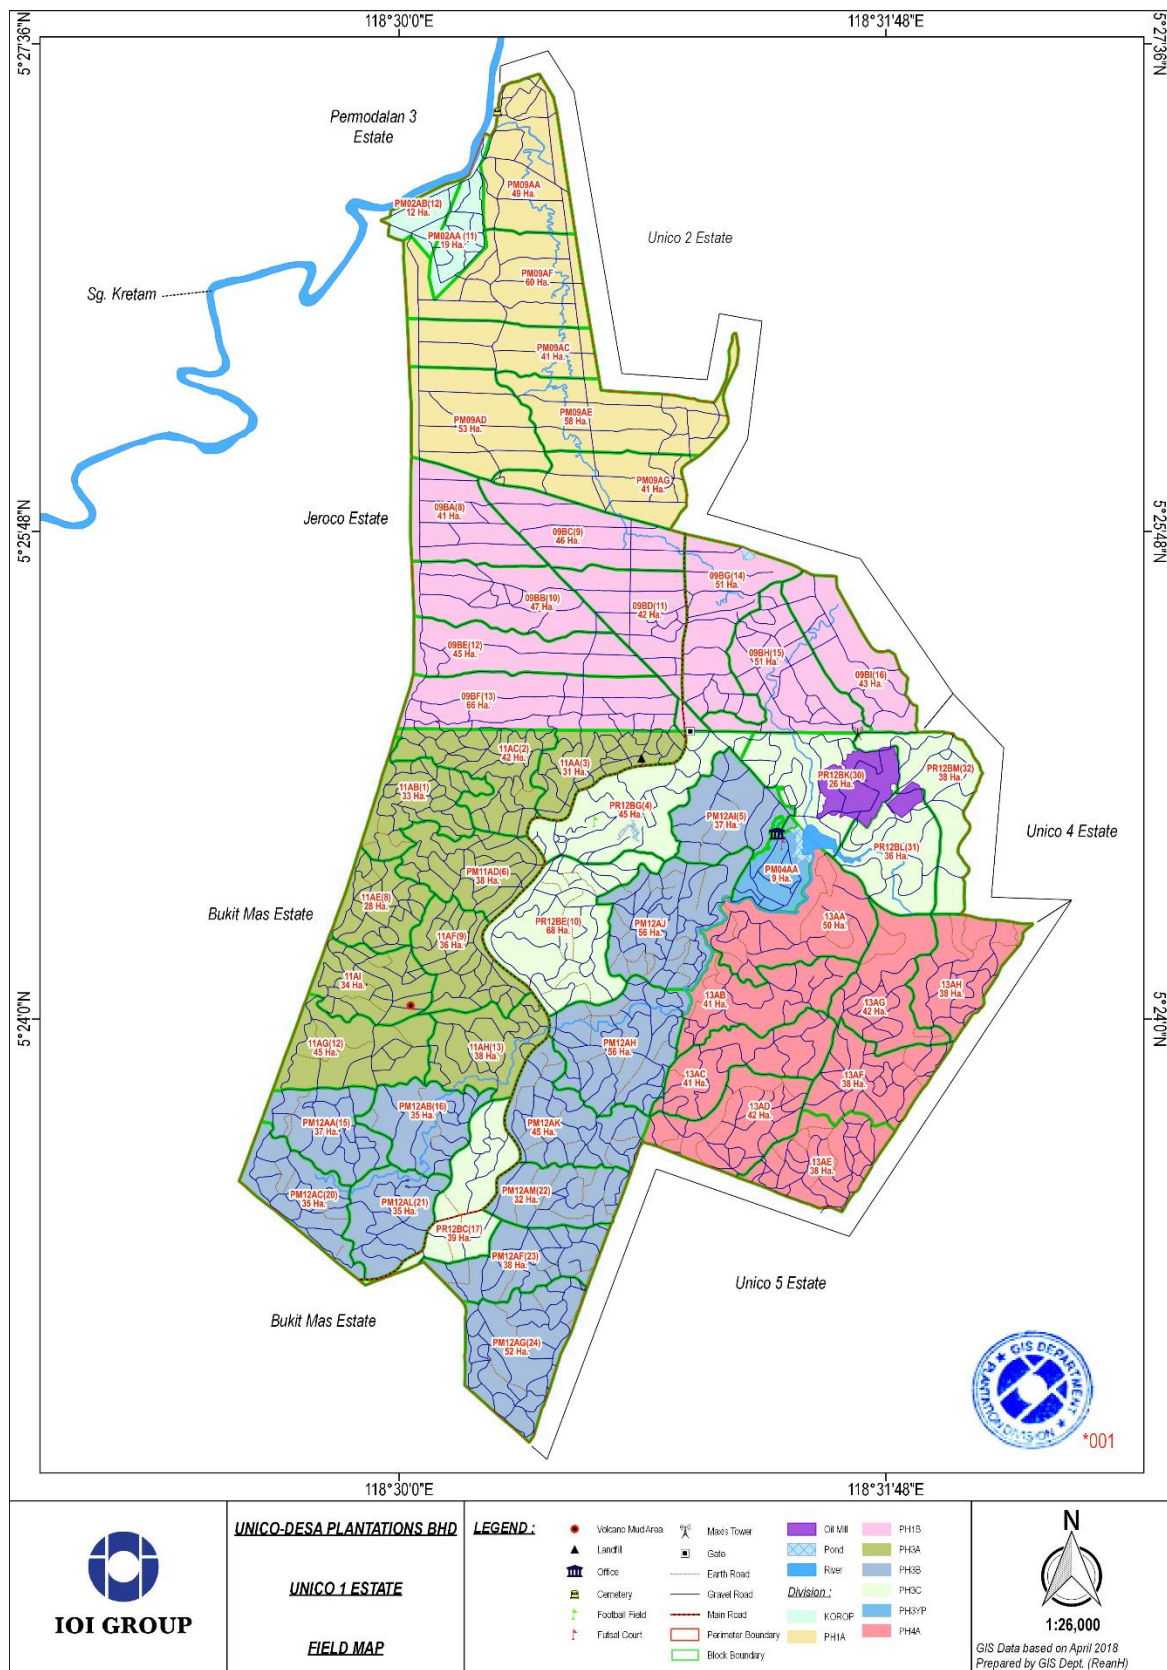 118°30'0"E
118°31'48"E
5°27'36"N
5°27'36"N
Permodalan 3
Estate
PM09AA
49 Ha.
PM02AB(12)
12 Ha.
PM02AA (11)
19 Ha.
Unico 2 Estate
PM09AF
60 Ha.
Sg. Kretam
PM09AC
41 Ha.
PM09AD
53 Ha.
PM09AE
58 Ha.
PM09AG
41 Ha.
5°25'48"N
5°25'48"N
Jeroco Estate
09BA(8)
41 Ha.
09BC(9)
46 Ha.
09BG(14)
51 Ha.
09BB(10)
47 Ha.
09BD(11)
42 Ha.
09BE(12)
45 Ha.
09BH(15)
51 Ha.
09BI(16)
43 Ha.
09BF(13)
66 Ha.
11AC(2)
42 Ha.
11AA(3)
31 Ha.
11AB(1)
33 Ha.
PR12BG(4)
45 Ha.
PM12AI(5)
37 Ha.
PR12BK(30)
26 Ha.
PR12BM(32)
38 Ha.
Unico 4 Estate
PR12BL(31)
36 Ha.
PM11AD(6)
38 Ha.
PM04AA
9 Ha.
11AE(8)
28 Ha.
Bukit Mas Estate
11AF(9)
36 Ha.
PR12BE(10)
68 Ha.
PM12AJ
56 Ha.
13AA
50 Ha.
11AI
34 Ha.
13AB
41 Ha.
13AG
42 Ha.
13AH
38 Ha.
5°24'0"N
5°24'0"N
11AG(12)
45 Ha.
11AH(13)
38 Ha.
PM12AH
56 Ha.
13AC
41 Ha.
13AF
38 Ha.
PM12AA(15)
37 Ha.
PM12AB(16)
35 Ha.
PM12AK
45 Ha.
13AD
42 Ha.
13AE
38 Ha.
PM12AC(20)
35 Ha.
PM12AL(21)
35 Ha.
PM12AM(22)
32 Ha.
PR12BC(17)
39 Ha.
PM12AF(23)
38 Ha.
Unico 5 Estate
Bukit Mas Estate
PM12AG(24)
52 Ha.
GIS DEPARTMENT
PLANTATION DIVISION
*001
118°30'0"E
118°31'48"E
IOI GROUP
UNICO-DESA PLANTATIONS BHD
UNICO 1 ESTATE
FIELD MAP
LEGEND :
Volcano Mud Area
Landfill
Office
Cemetery
Football Field
Futsal Court
Maxis Tower
Gate
Earth Road
Gravel Road
Main Road
Perimeter Boundary
Block Boundary
Oil Mill
Pond
River
Division :
KOROP
PH1A
PH1B
PH3A
PH3B
PH3C
PH3YP
PH4A
N
1:26,000
GIS Data based on April 2018
Prepared by GIS Dept. (ReanH)